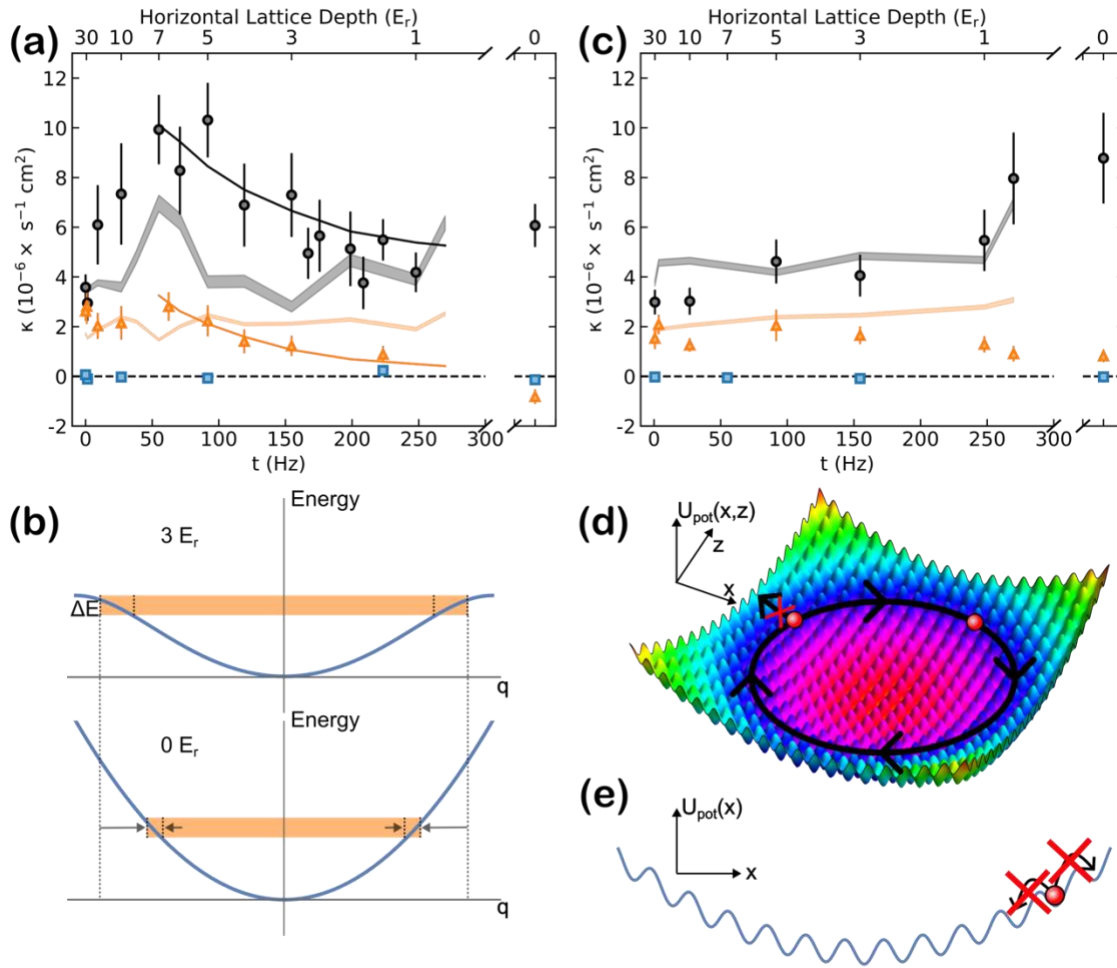 (a)
Horizontal Lattice Depth (Eᵣ)
30 10 7 5 3 1 0
12
10
8
6
4
2
0
-2
κ (10⁻⁶ × s⁻¹ cm²)
0 50 100 150 200 250 300
t (Hz)
(c)
Horizontal Lattice Depth (Eᵣ)
30 10 7 5 3 1 0
12
10
8
6
4
2
0
-2
κ (10⁻⁶ × s⁻¹ cm²)
0 50 100 150 200 250 300
t (Hz)
(b)
Energy
3 Eᵣ
ΔE
q
Energy
0 Eᵣ
q
(d)
U_pot(x,z)
z
x
(e)
U_pot(x)
x